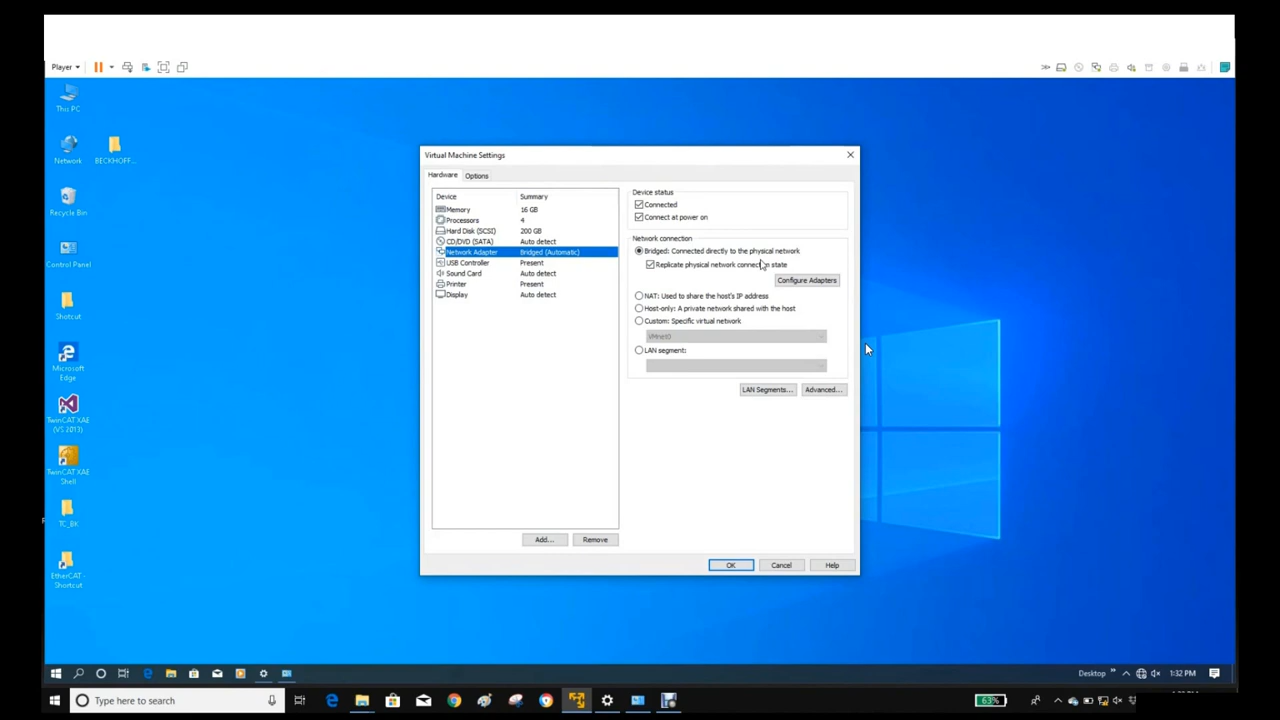 Player
This PC
Network
BECKHOFF...
Recycle Bin
Control Panel
Shotcut
Microsoft
Edge
TwinCAT XAE
(VS 2013)
TwinCAT XAE
Shell
TC_BK
EtherCAT -
Shortcut
Virtual Machine Settings
Hardware
Options
Device
Summary
Memory
16 GB
Processors
4
Hard Disk (SCSI)
200 GB
CD/DVD (SATA)
Auto detect
Network Adapter
Bridged (Automatic)
USB Controller
Present
Sound Card
Auto detect
Printer
Present
Display
Auto detect
Add...
Remove
Device status
Connected
Connect at power on
Network connection
Bridged: Connected directly to the physical network
Replicate physical network connection state
Configure Adapters
NAT: Used to share the host's IP address
Host-only: A private network shared with the host
Custom: Specific virtual network
VMnet0
LAN segment:
LAN Segments...
Advanced...
OK
Cancel
Help
Desktop
1:32 PM
Type here to search
63%